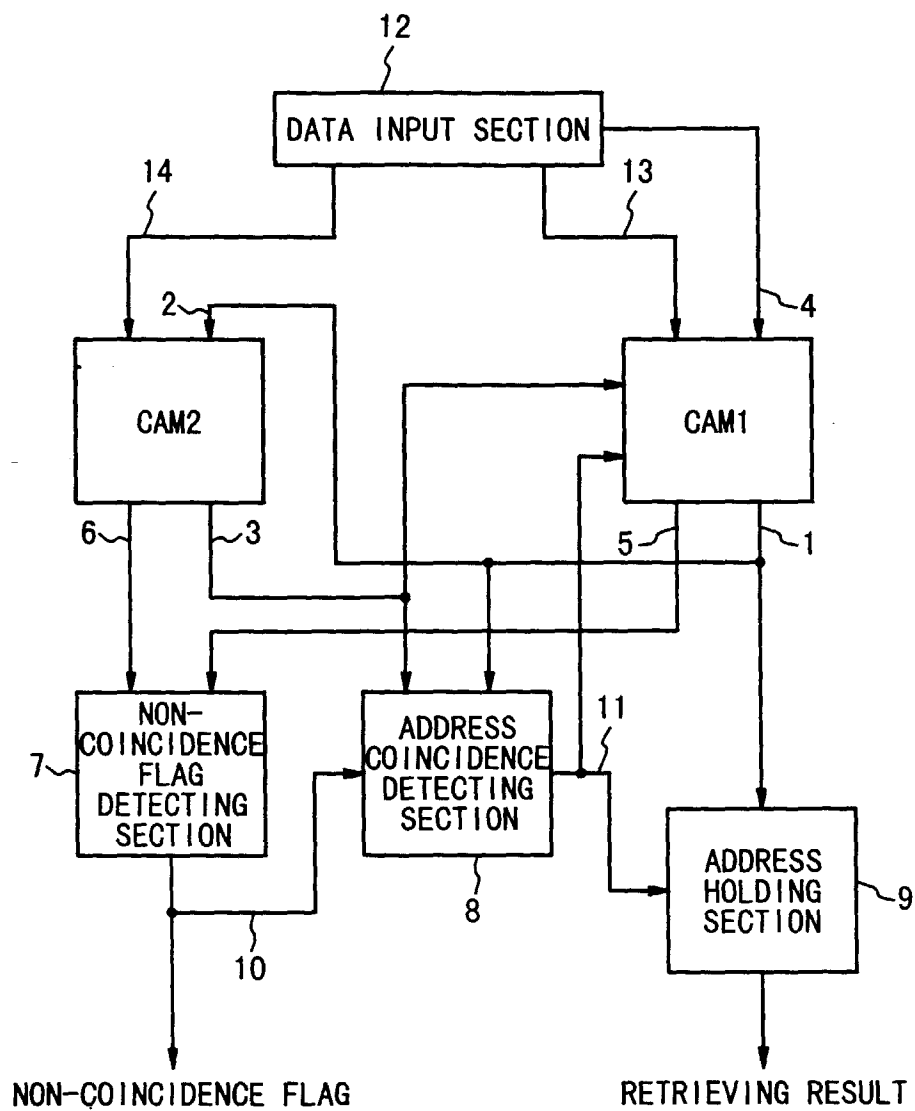 12
DATA INPUT SECTION
14
13
2
4
CAM2
CAM1
6
3
5
1
NON-
COINCIDENCE
FLAG
DETECTING
SECTION
7
ADDRESS
COINCIDENCE
DETECTING
SECTION
11
8
ADDRESS
HOLDING
SECTION
9
10
NON-COINCIDENCE FLAG
RETRIEVING RESULT